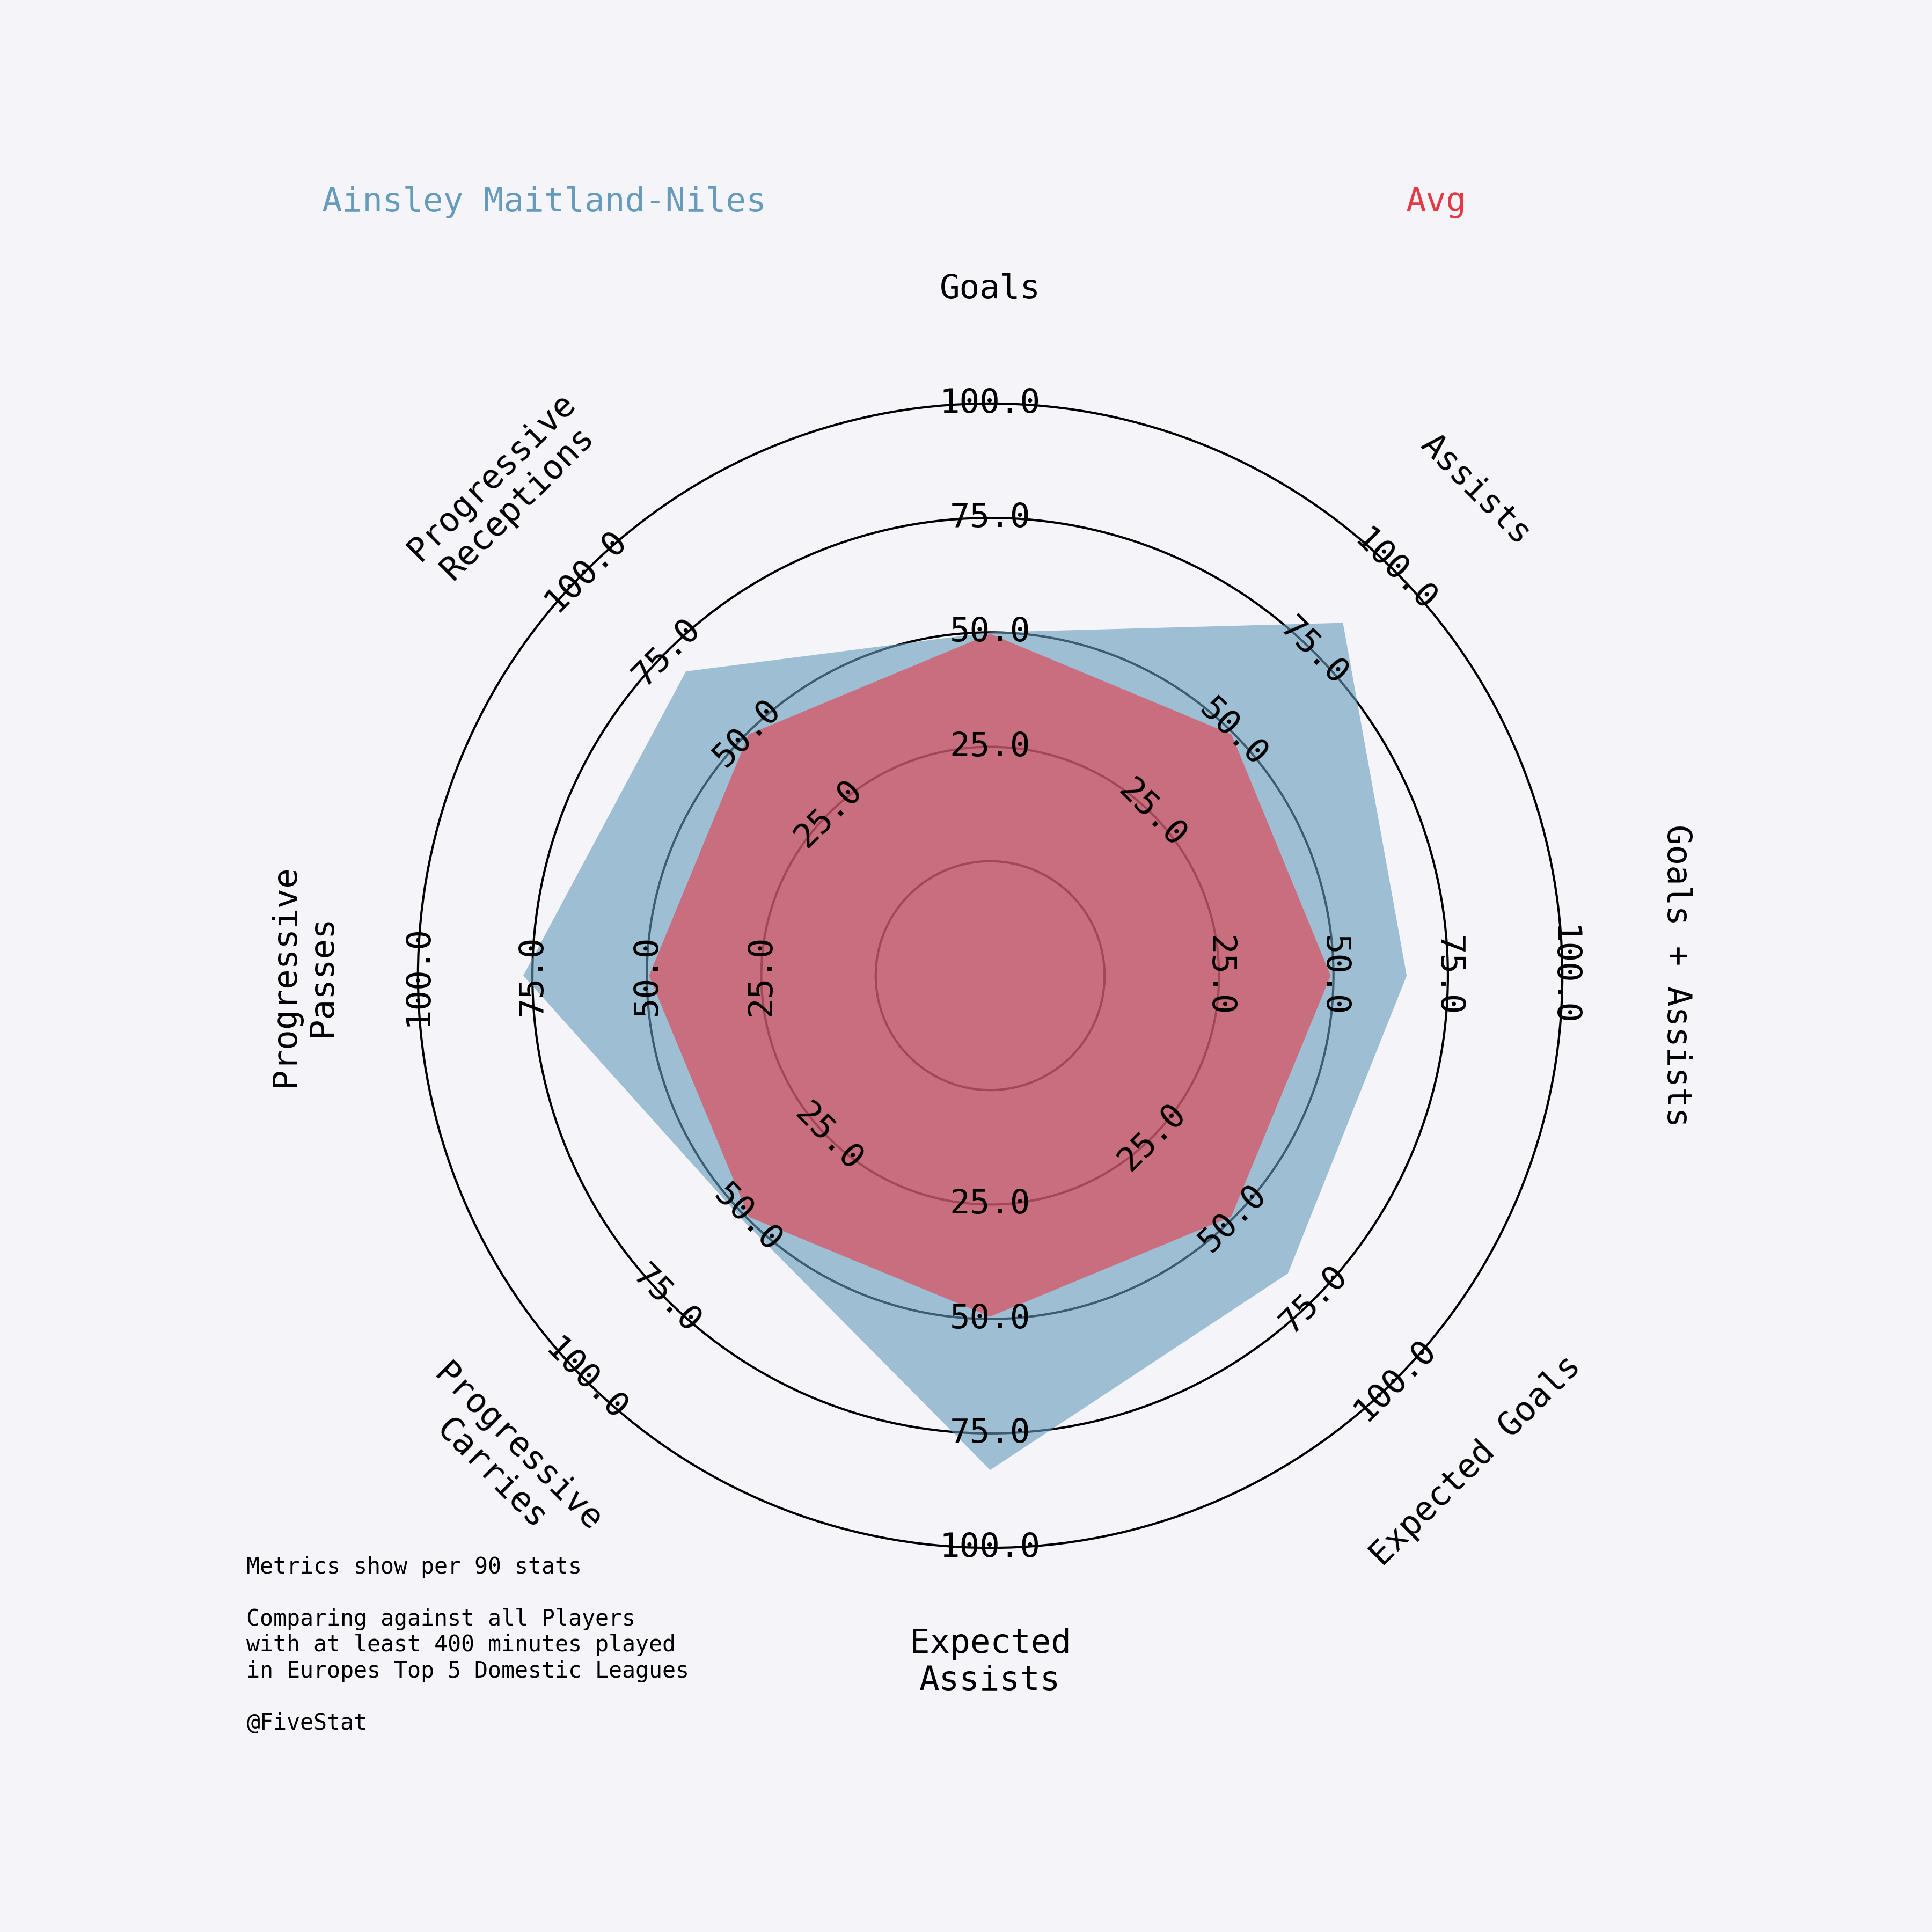 Ainsley Maitland-Niles
Avg
Goals
Assists
Goals + Assists
Expected Goals
Expected
Assists
Progressive
Carries
Progressive
Passes
Progressive
Receptions
25.0
50.0
75.0
100.0
25.0
50.0
75.0
100.0
25.0
50.0
75.0
100.0
25.0
50.0
75.0
100.0
25.0
50.0
75.0
100.0
25.0
50.0
75.0
100.0
25.0
50.0
75.0
100.0
25.0
50.0
75.0
100.0
Metrics show per 90 stats
Comparing against all Players
with at least 400 minutes played
in Europes Top 5 Domestic Leagues
@FiveStat